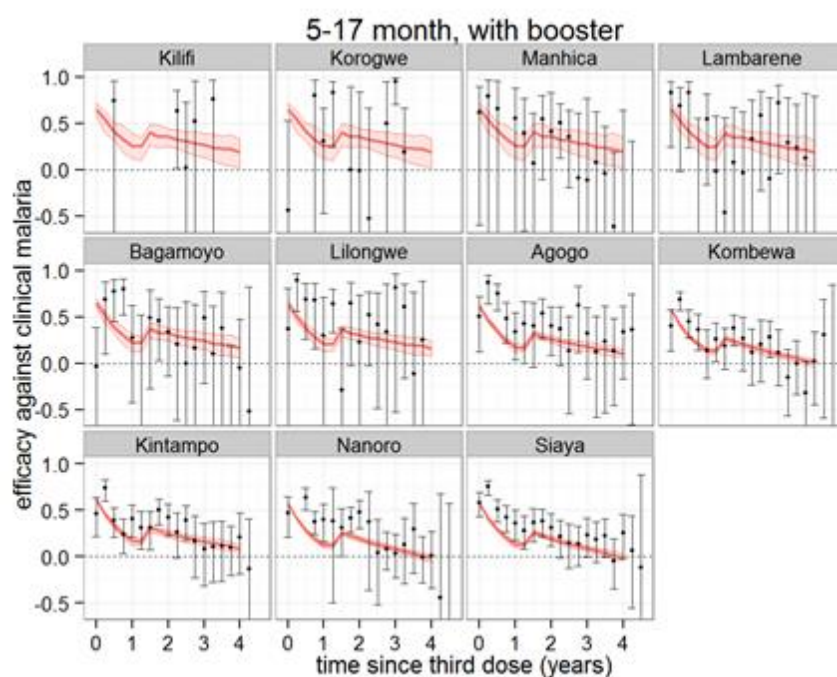 5-17 month, with booster
Kilifi Korogwe Manhica Lambarene
1.0
0.5
0.0
-0.5
Bagamoyo Lilongwe Agogo Kombewa
1.0
0.5
0.0
-0.5
Kintampo Nanoro Siaya
1.0
0.5
0.0
-0.5
efficacy against clinical malaria
0 1 2 3 4 0 1 2 3 4 0 1 2 3 4
time since third dose (years)